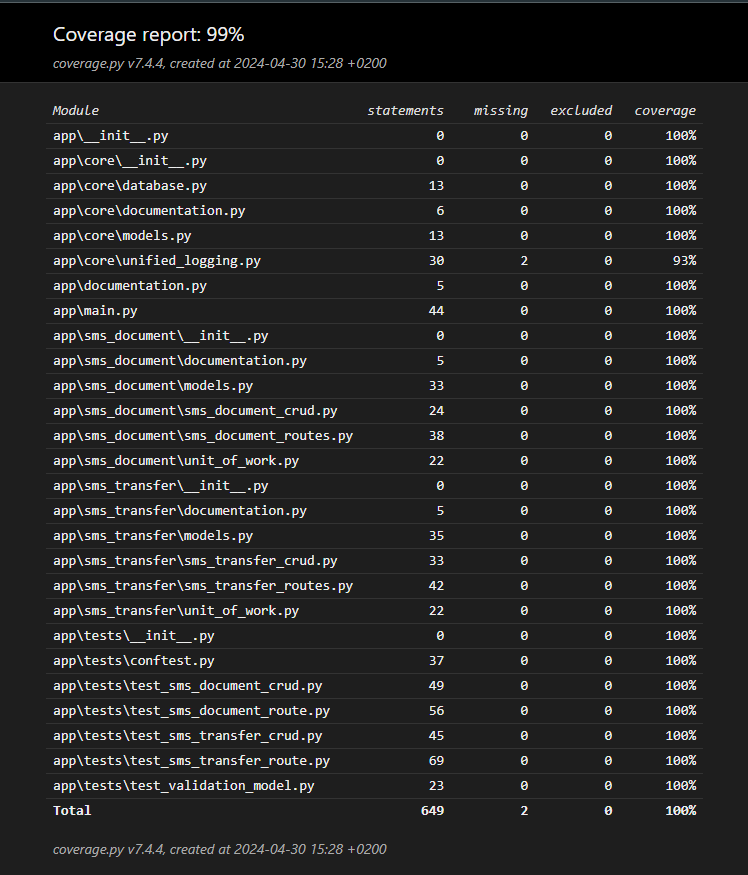 Coverage report: 99%
coverage.py v7.4.4, created at 2024-04-30 15:28 +0200
Module statements missing excluded coverage
app\__init__.py 0 0 0 100%
app\core\__init__.py 0 0 0 100%
app\core\database.py 13 0 0 100%
app\core\documentation.py 6 0 0 100%
app\core\models.py 13 0 0 100%
app\core\unified_logging.py 30 2 0 93%
app\documentation.py 5 0 0 100%
app\main.py 44 0 0 100%
app\sms_document\__init__.py 0 0 0 100%
app\sms_document\documentation.py 5 0 0 100%
app\sms_document\models.py 33 0 0 100%
app\sms_document\sms_document_crud.py 24 0 0 100%
app\sms_document\sms_document_routes.py 38 0 0 100%
app\sms_document\unit_of_work.py 22 0 0 100%
app\sms_transfer\__init__.py 0 0 0 100%
app\sms_transfer\documentation.py 5 0 0 100%
app\sms_transfer\models.py 35 0 0 100%
app\sms_transfer\sms_transfer_crud.py 33 0 0 100%
app\sms_transfer\sms_transfer_routes.py 42 0 0 100%
app\sms_transfer\unit_of_work.py 22 0 0 100%
app\tests\__init__.py 0 0 0 100%
app\tests\conftest.py 37 0 0 100%
app\tests\test_sms_document_crud.py 49 0 0 100%
app\tests\test_sms_document_route.py 56 0 0 100%
app\tests\test_sms_transfer_crud.py 45 0 0 100%
app\tests\test_sms_transfer_route.py 69 0 0 100%
app\tests\test_validation_model.py 23 0 0 100%
Total 649 2 0 100%
coverage.py v7.4.4, created at 2024-04-30 15:28 +0200